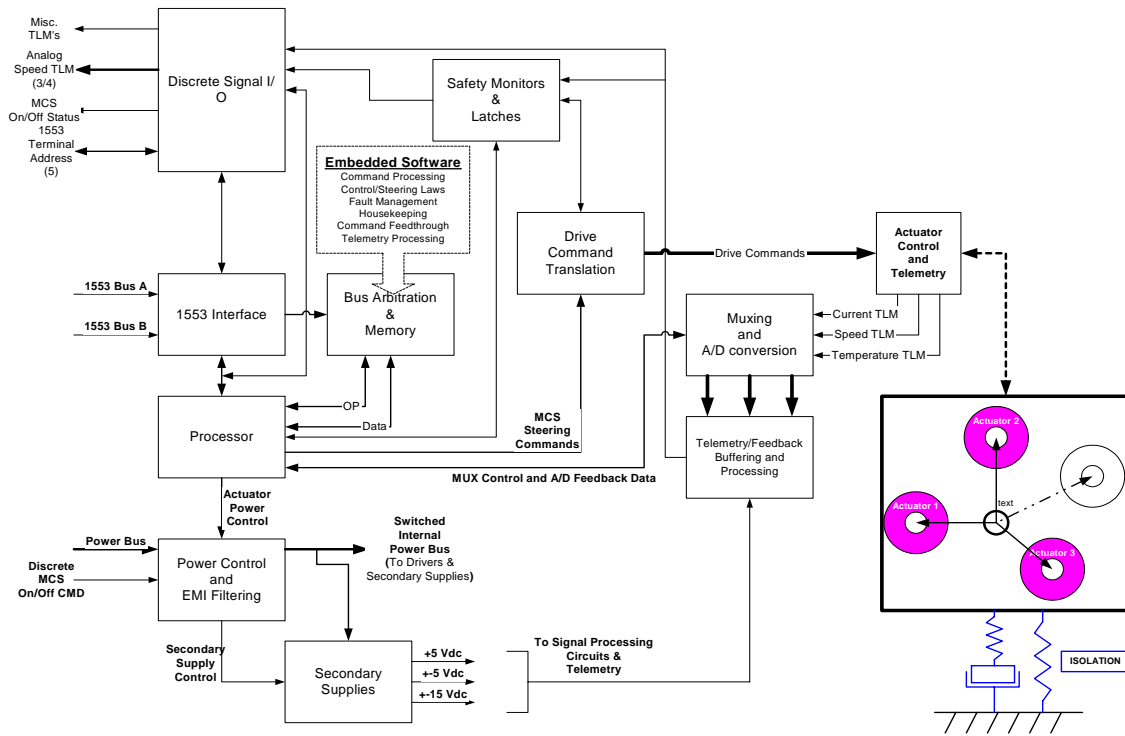 Misc.
TLM's
Analog
Speed TLM
(3/4)
MCS
On/Off Status
1553
Terminal
Address
(5)
Discrete Signal I/
O
Safety Monitors
&
Latches
Embedded Software
Command Processing
Control/Steering Laws
Fault Management
Housekeeping
Command Feedthrough
Telemetry Processing
Drive
Command
Translation
Drive Commands
Actuator
Control
and
Telemetry
1553 Bus A
1553 Bus B
1553 Interface
Bus Arbitration
&
Memory
Muxing
and
A/D conversion
Current TLM
Speed TLM
Temperature TLM
OP
Data
Processor
MCS
Steering
Commands
MUX Control and A/D Feedback Data
Telemetry/Feedback
Buffering and
Processing
Actuator 2
text
Actuator 1
Actuator 3
Actuator
Power
Control
Power Bus
Discrete
MCS
On/Off CMD
Power Control
and
EMI Filtering
Switched
Internal
Power Bus
(To Drivers &
Secondary Supplies)
Secondary
Supply
Control
Secondary
Supplies
+5 Vdc
+-5 Vdc
+-15 Vdc
To Signal Processing
Circuits &
Telemetry
ISOLATION